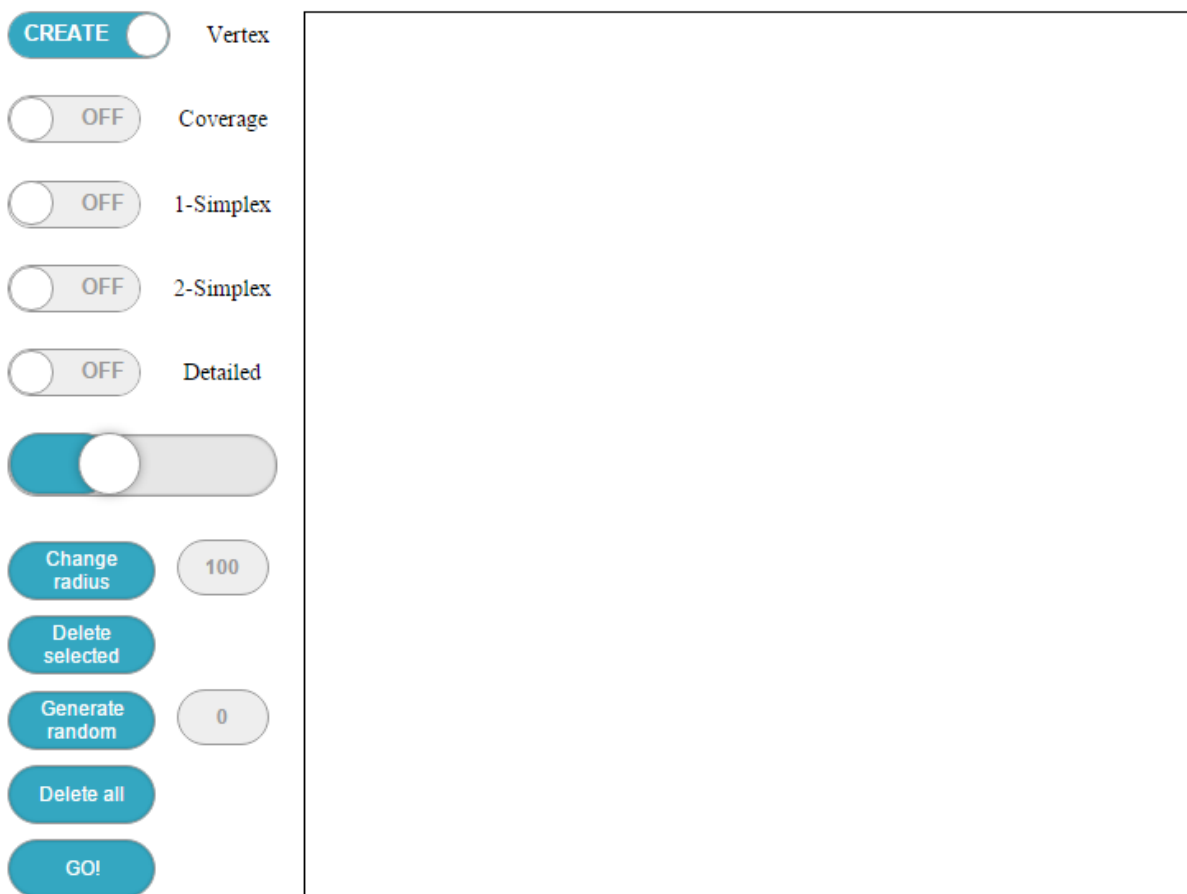 CREATE Vertex
OFF Coverage
OFF 1-Simplex
OFF 2-Simplex
OFF Detailed
Change
radius
100
Delete
selected
Generate
random
0
Delete all
GO!